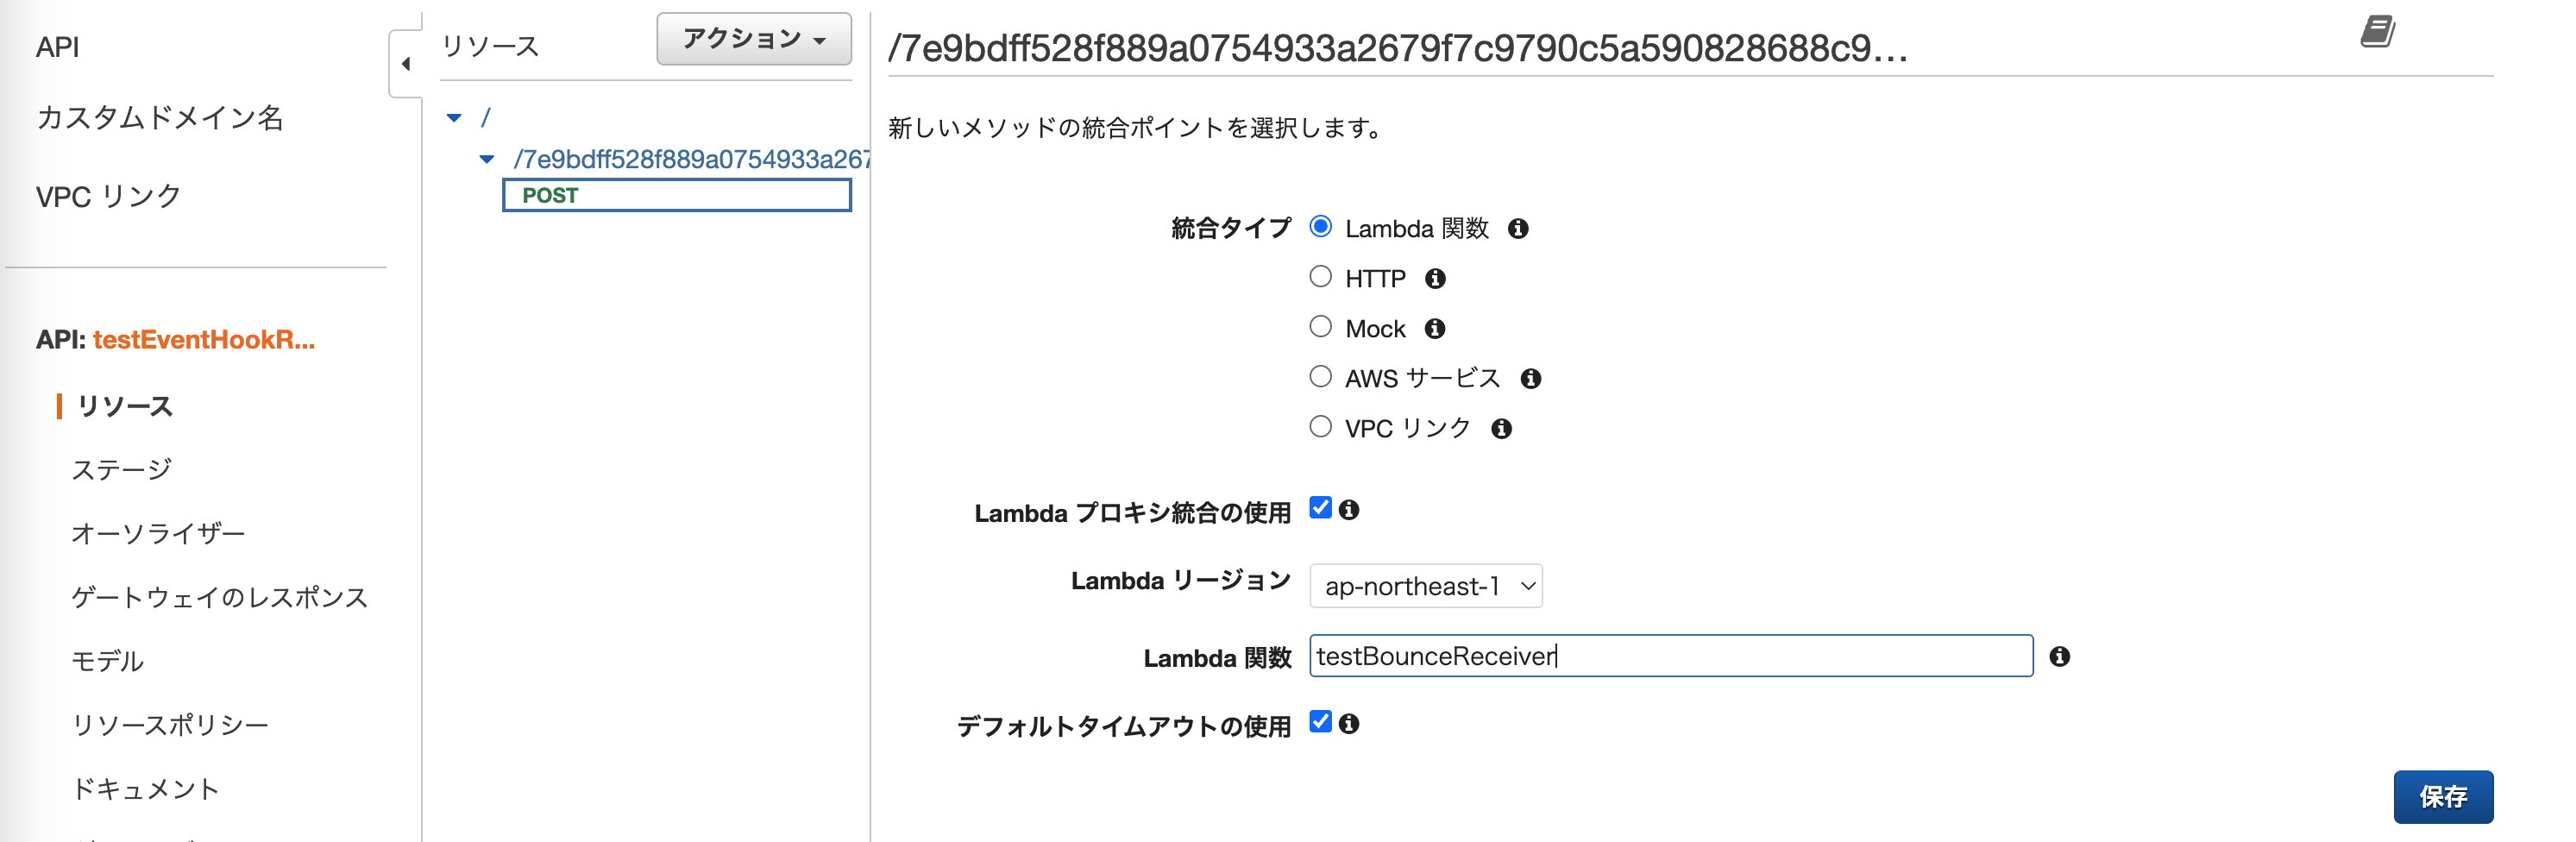 API
カスタムドメイン名
VPC リンク
API: testEventHookR...
リソース
ステージ
オーソライザー
ゲートウェイのレスポンス
モデル
リソースポリシー
ドキュメント
リソース
アクション
/
/7e9bdff528f889a0754933a267
POST
/7e9bdff528f889a0754933a2679f7c9790c5a590828688c9...
新しいメソッドの統合ポイントを選択します。
統合タイプ
Lambda 関数
HTTP
Mock
AWS サービス
VPC リンク
Lambda プロキシ統合の使用
Lambda リージョン
ap-northeast-1
Lambda 関数
testBounceReceiver
デフォルトタイムアウトの使用
保存